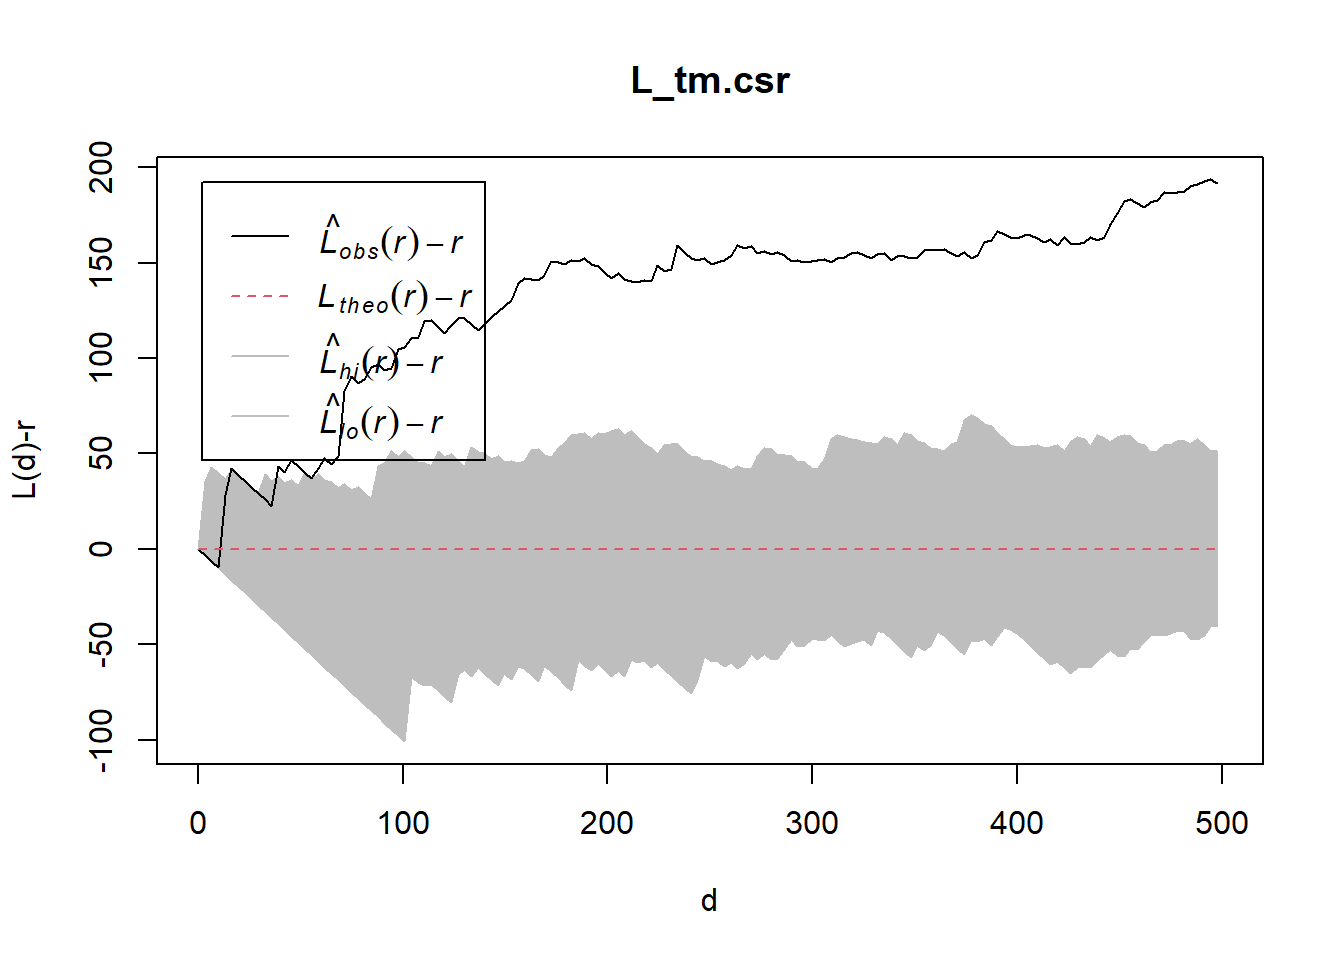 L_tm.csr
L̂obs(r) – r
Ltheo(r) – r
L̂hi(r) – r
L̂lo(r) – r
L(d)-r
200
150
100
50
0
-50
-100
0 100 200 300 400 500
d